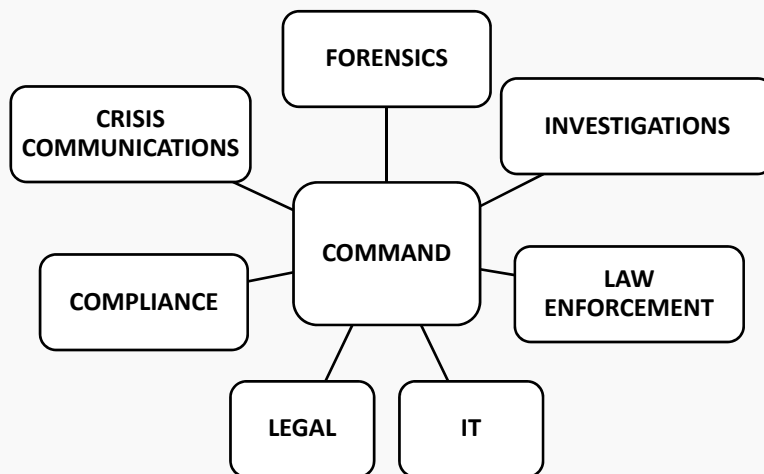 FORENSICS
CRISIS
COMMUNICATIONS
INVESTIGATIONS
COMMAND
COMPLIANCE
LAW
ENFORCEMENT
LEGAL
IT